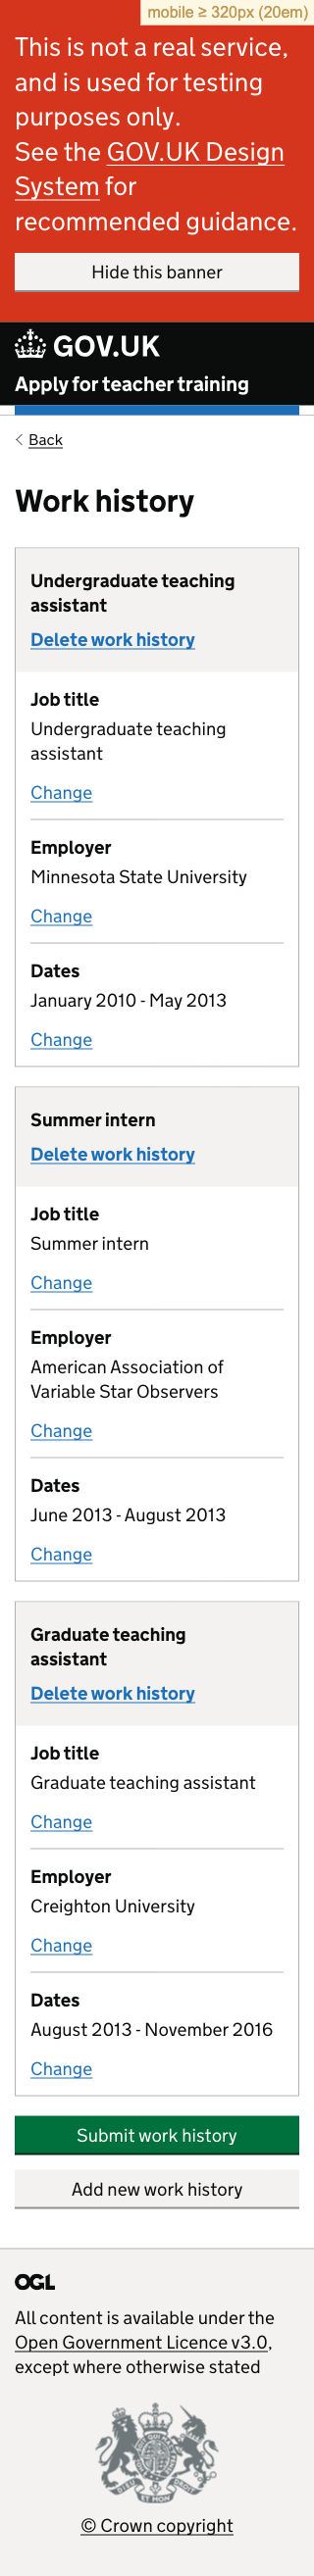 mobile ≥ 320px (20em)
This is not a real service,
and is used for testing
purposes only.
See the GOV.UK Design
System for
recommended guidance.
Hide this banner
GOV.UK
Apply for teacher training
Back
Work history
Undergraduate teaching
assistant
Delete work history
Job title
Undergraduate teaching
assistant
Change
Employer
Minnesota State University
Change
Dates
January 2010 - May 2013
Change
Summer intern
Delete work history
Job title
Summer intern
Change
Employer
American Association of
Variable Star Observers
Change
Dates
June 2013 - August 2013
Change
Graduate teaching
assistant
Delete work history
Job title
Graduate teaching assistant
Change
Employer
Creighton University
Change
Dates
August 2013 - November 2016
Change
Submit work history
Add new work history
OGL
All content is available under the
Open Government Licence v3.0,
except where otherwise stated
© Crown copyright